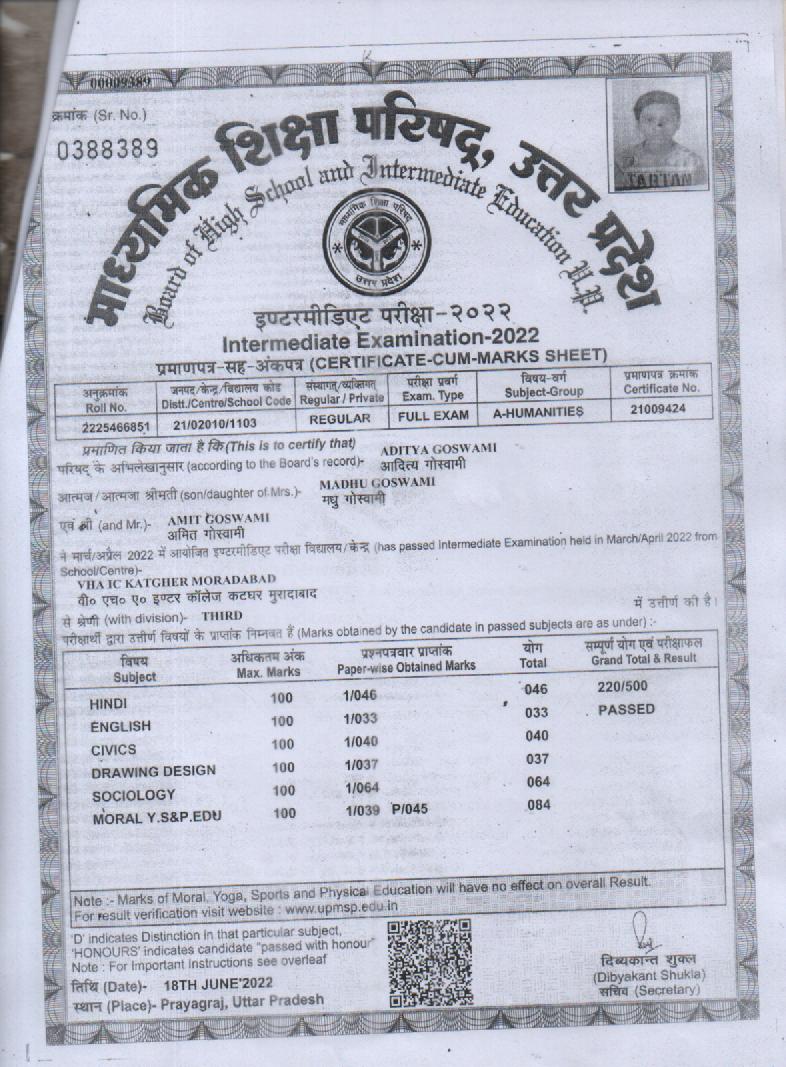 00009389
क्रमांक (Sr. No.)
0388389
माध्यमिक शिक्षा परिषद्, उत्तर प्रदेश
Board of High School and Intermediate Education U.P.
माध्यमिक शिक्षा परिषद्
उत्तर प्रदेश
इण्टरमीडिएट परीक्षा-२०२२
Intermediate Examination-2022
प्रमाणपत्र-सह-अंकपत्र (CERTIFICATE-CUM-MARKS SHEET)
अनुक्रमांक जनपद/केन्द्र/विद्यालय कोड संस्थागत/व्यक्तिगत परीक्षा प्रवर्ग विषय-वर्ग प्रमाणपत्र क्रमांक
Roll No. Distt./Centre/School Code Regular / Private Exam. Type Subject-Group Certificate No.
2225466851 21/02010/1103 REGULAR FULL EXAM A-HUMANITIES 21009424
प्रमाणित किया जाता है कि(This is to certify that) ADITYA GOSWAMI
परिषद के अभिलेखानुसार (according to the Board's record)- आदित्य गोस्वामी
MADHU GOSWAMI
आत्मज/आत्मजा श्रीमती (son/daughter of Mrs.)- मधु गोस्वामी
AMIT GOSWAMI
एवं श्री (and Mr.)- अमित गोस्वामी
ने मार्च/अप्रैल 2022 में आयोजित इण्टरमीडिएट परीक्षा विद्यालय/केन्द्र (has passed Intermediate Examination held in March/April 2022 from
School/Centre)-
VHA IC KATGHER MORADABAD
वी० एच० ए० इण्टर कॉलेज कटघर मुरादाबाद
में उत्तीर्ण की है।
से श्रेणी (with division)- THIRD
परीक्षार्थी द्वारा उत्तीर्ण विषयों के प्राप्तांक निम्नवत हैं (Marks obtained by the candidate in passed subjects are as under) :-
विषय अधिकतम अंक प्रश्नपत्रवार प्राप्तांक योग सम्पूर्ण योग एवं परीक्षाफल
Subject Max. Marks Paper-wise Obtained Marks Total Grand Total & Result
HINDI 100 1/046 046 220/500
ENGLISH 100 1/033 033 PASSED
CIVICS 100 1/040 040
DRAWING DESIGN 100 1/037 037
SOCIOLOGY 100 1/064 064
MORAL Y.S&P.EDU 100 1/039 P/045 084
Note :- Marks of Moral, Yoga, Sports and Physical Education will have no effect on overall Result.
For result verification visit website : www.upmsp.edu.in
'D' indicates Distinction in that particular subject,
'HONOURS' indicates candidate "passed with honour"
Note : For Important Instructions see overleaf
तिथि (Date)- 18TH JUNE'2022
स्थान (Place)- Prayagraj, Uttar Pradesh
दिब्यकान्त शुक्ल
(Dibyakant Shukla)
सचिव (Secretary)